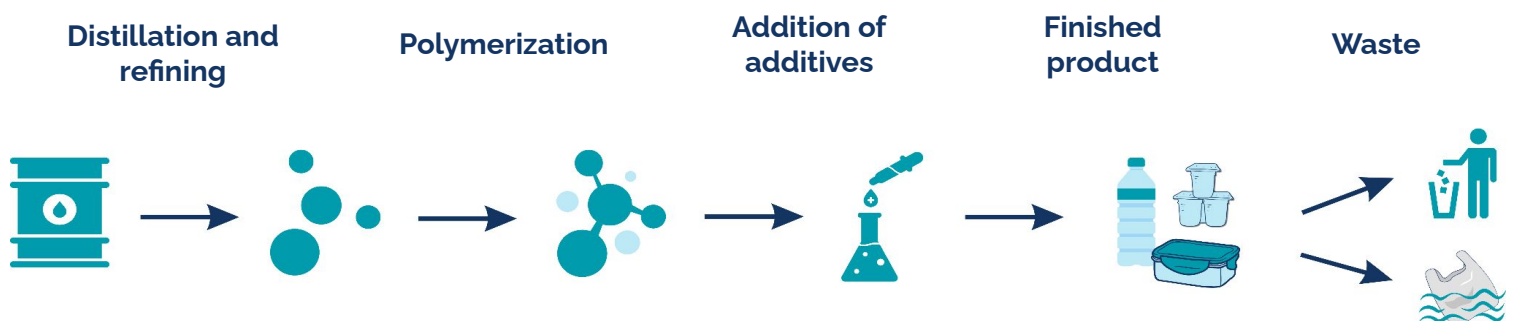 Distillation and
refining
Polymerization
Addition of
additives
Finished
product
Waste